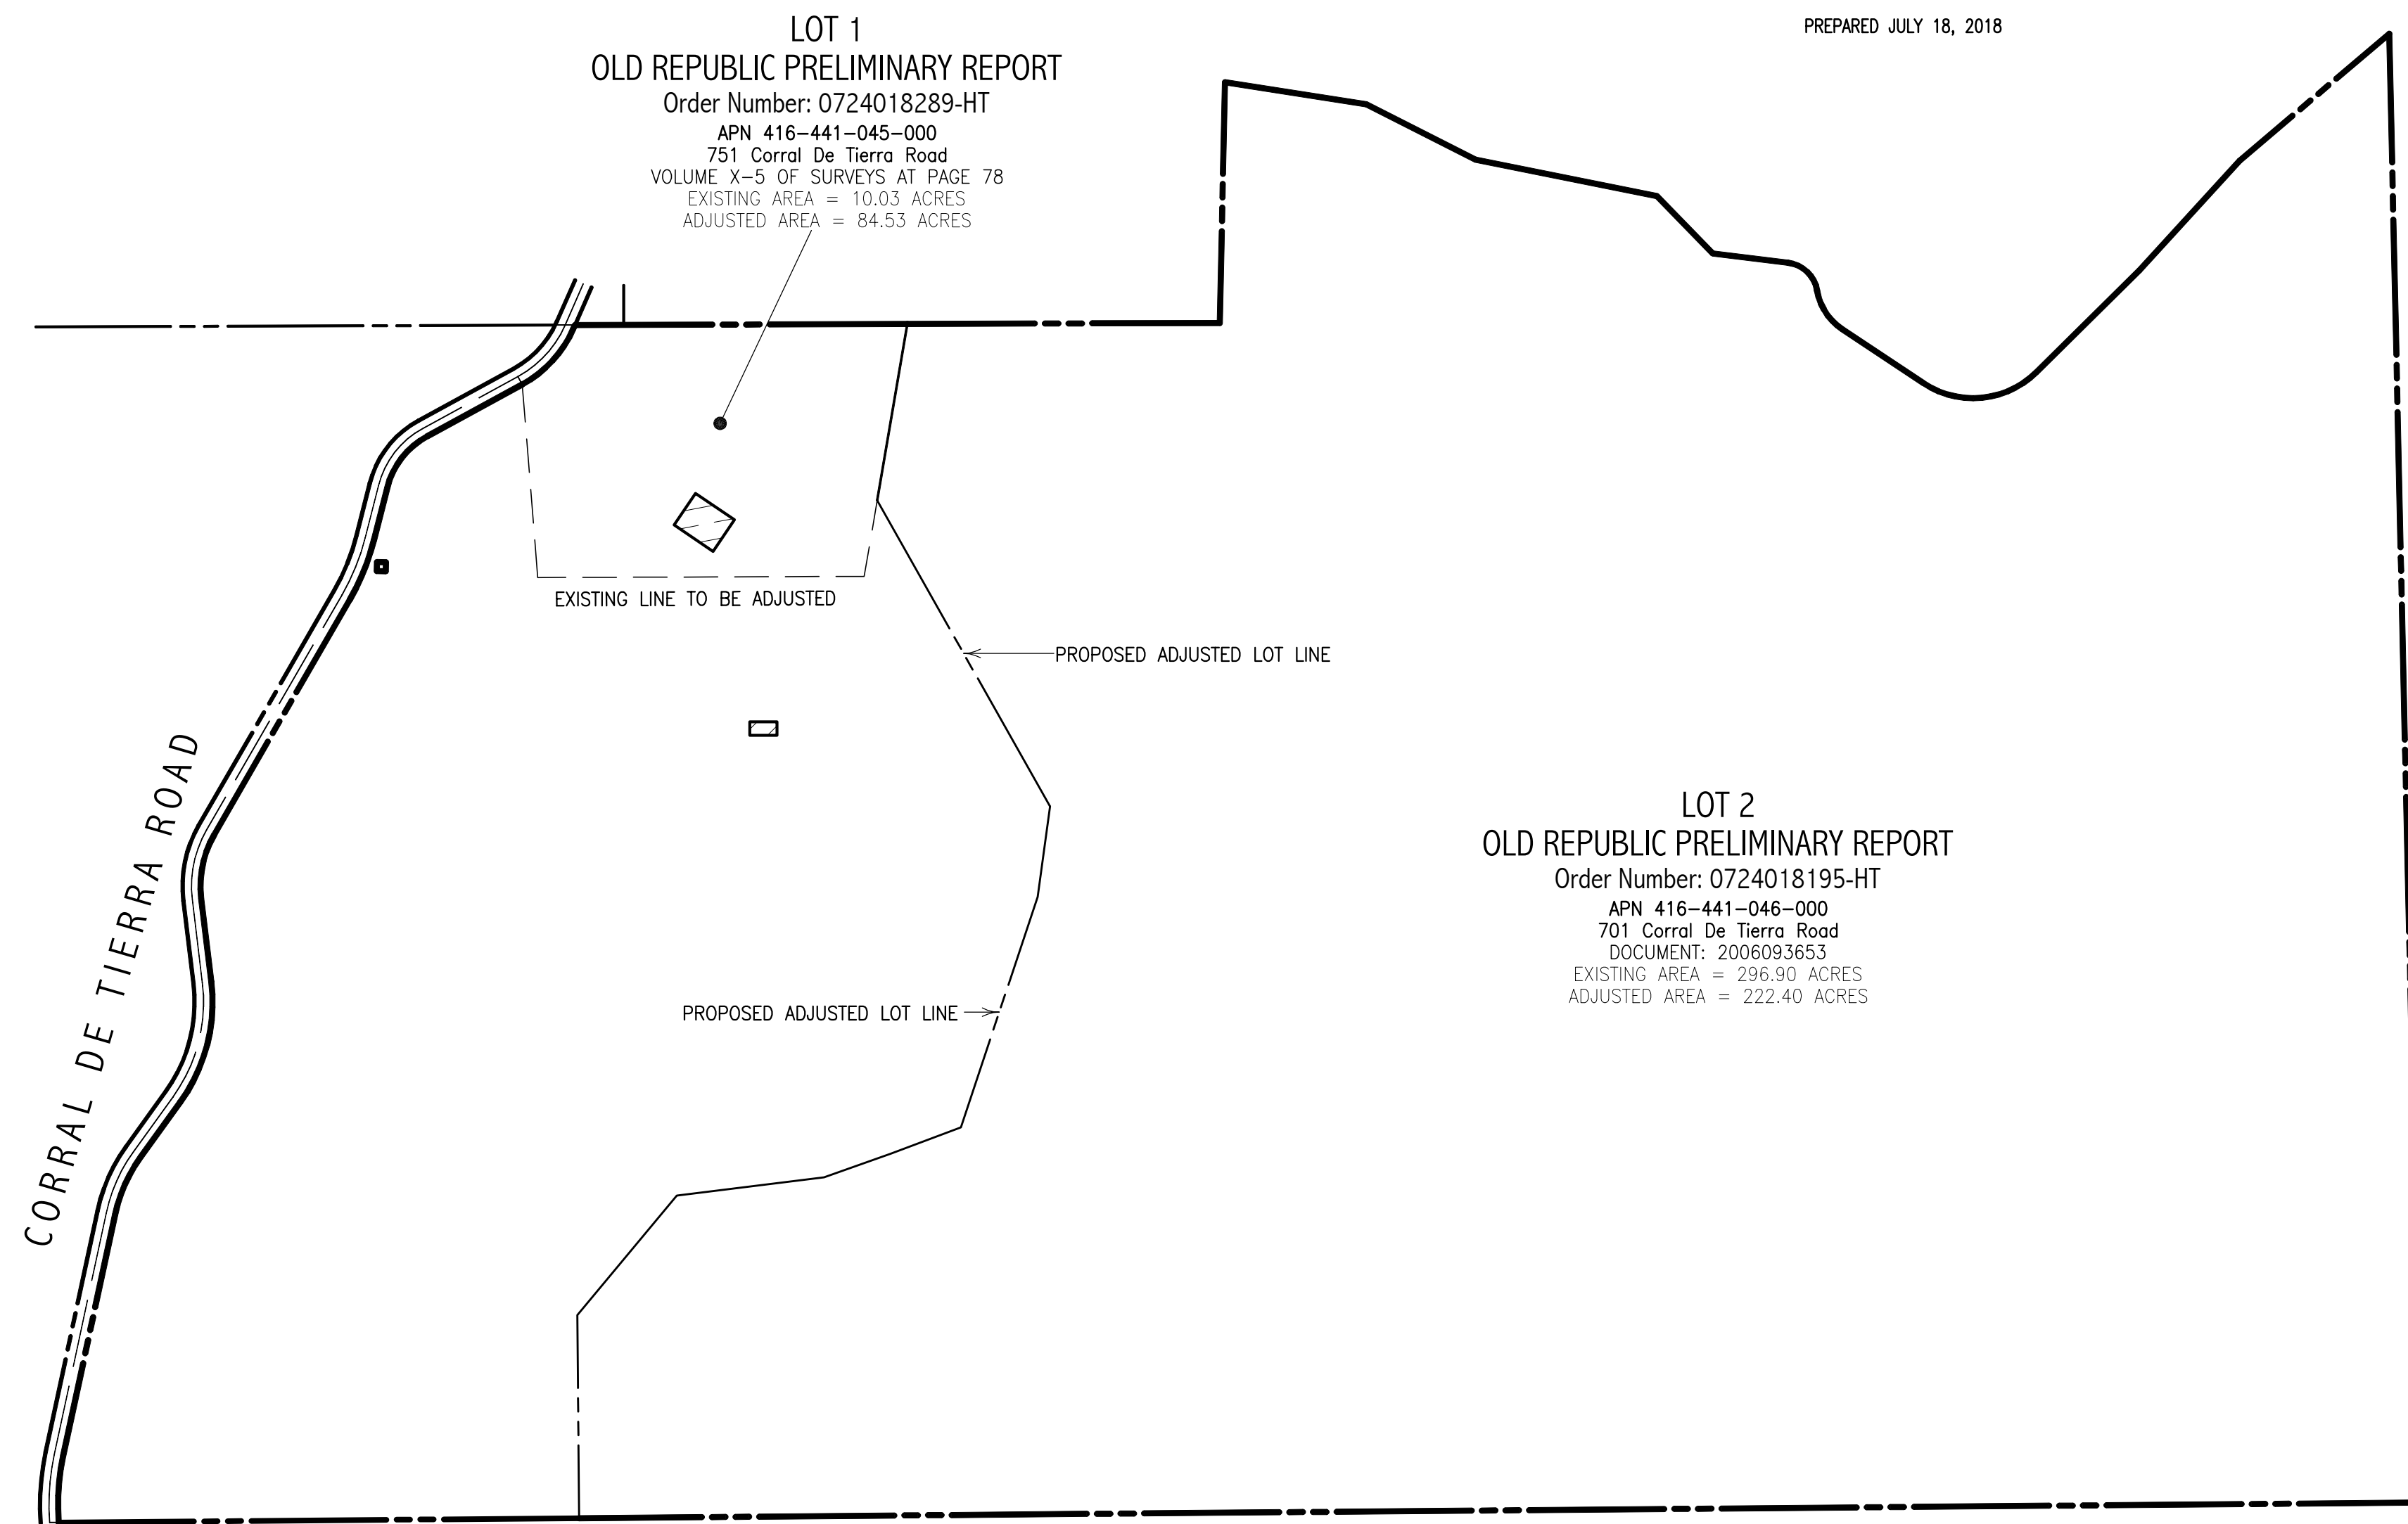 LOT 1
OLD REPUBLIC PRELIMINARY REPORT
Order Number: 0724018289-HT
APN 416-441-045-000
751 Corral De Tierra Road
VOLUME X-5 OF SURVEYS AT PAGE 78
EXISTING AREA = 10.03 ACRES
ADJUSTED AREA = 84.53 ACRES
PREPARED JULY 18, 2018
EXISTING LINE TO BE ADJUSTED
PROPOSED ADJUSTED LOT LINE
CORRAL DE TIERRA ROAD
LOT 2
OLD REPUBLIC PRELIMINARY REPORT
Order Number: 0724018195-HT
APN 416-441-046-000
701 Corral De Tierra Road
DOCUMENT: 2006093653
EXISTING AREA = 296.90 ACRES
ADJUSTED AREA = 222.40 ACRES
PROPOSED ADJUSTED LOT LINE